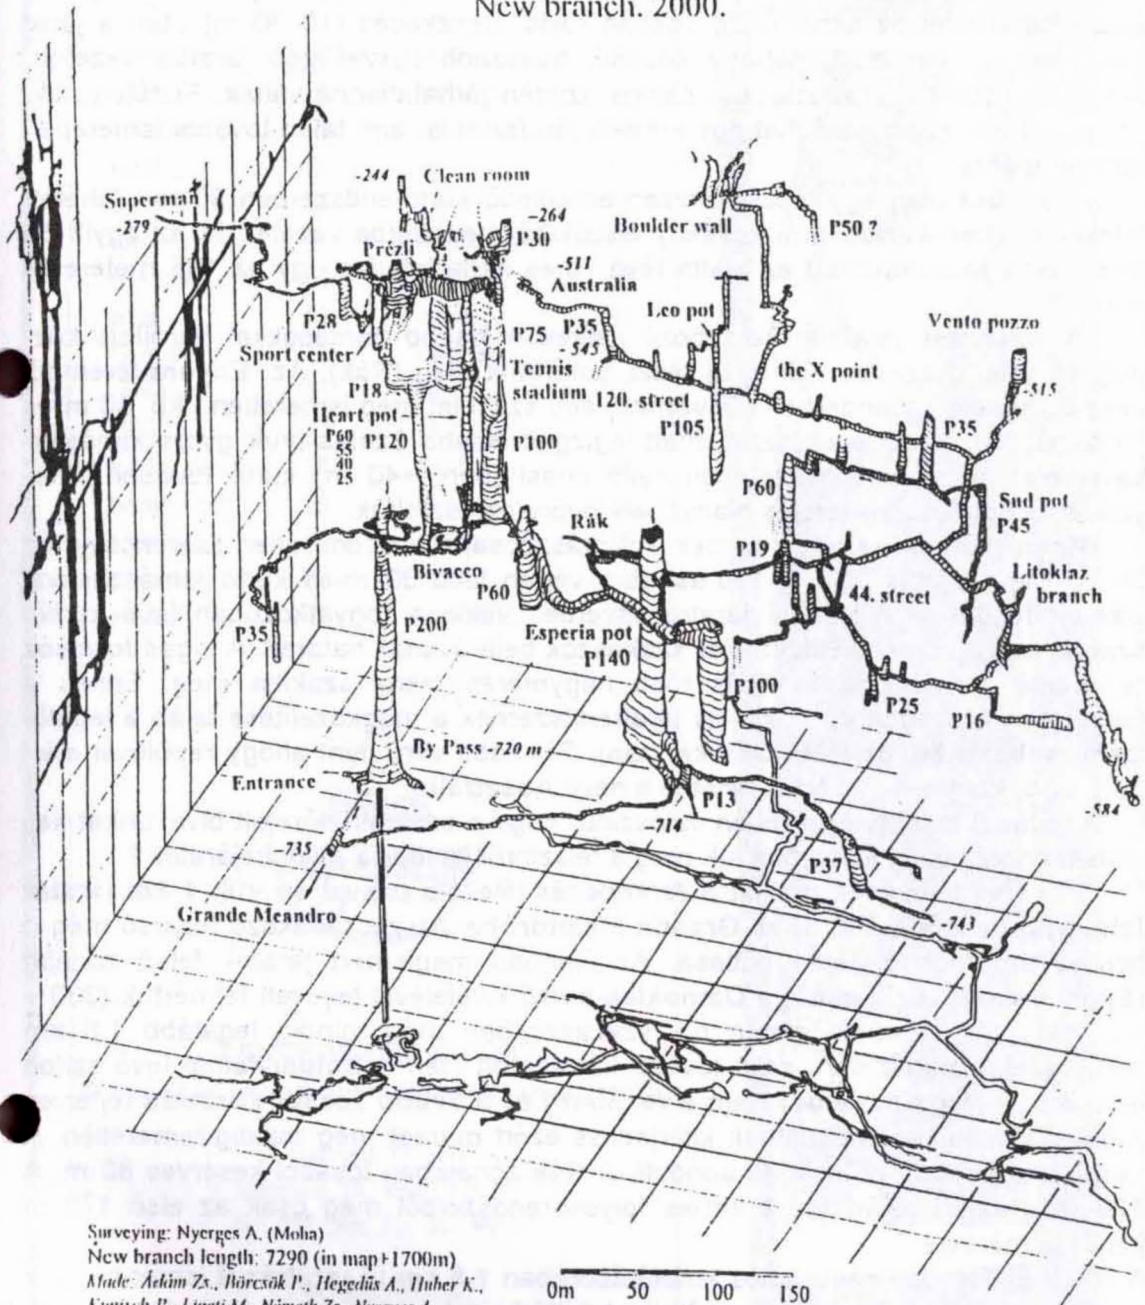 New branch. 2000.
-244 Clean room
Superman
-279
Prézli
-264
P30
Boulder wall
P50 ?
-511
Australia
P28
P75
P35
-545
Leo pot
Vento pozzo
Sport center
Tennis
stadium
120. street
the X point
-515
Heart pots
P60
55
40
25
P120
P100
P105
P35
P60
Sud pot
P45
Rák
P19
Bivacco
P60
Litoklaz
branch
44. street
P35
P200
Esperia pot
P140
P100
P25
P16
By Pass -720 m
Entrance
P13
-584
-714
-735
P37
Grande Meandro
-743
Surveying: Nyerges A. (Moha)
New branch length: 7290 (in map+1700m)
Made: Ádám Zs., Börcsök P., Hegedűs A., Huber K.,
0m 50 100 150